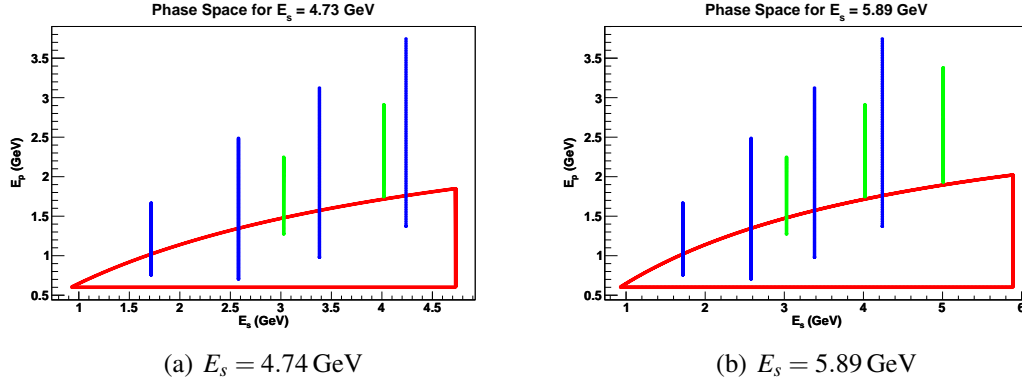 Phase Space for E_s = 4.73 GeV
E_p (GeV)
3.5
3
2.5
2
1.5
1
0.5
1 1.5 2 2.5 3 3.5 4 4.5
E_s (GeV)
(a) E_s = 4.74 GeV
Phase Space for E_s = 5.89 GeV
E_p (GeV)
3.5
3
2.5
2
1.5
1
0.5
1 2 3 4 5 6
E_s (GeV)
(b) E_s = 5.89 GeV